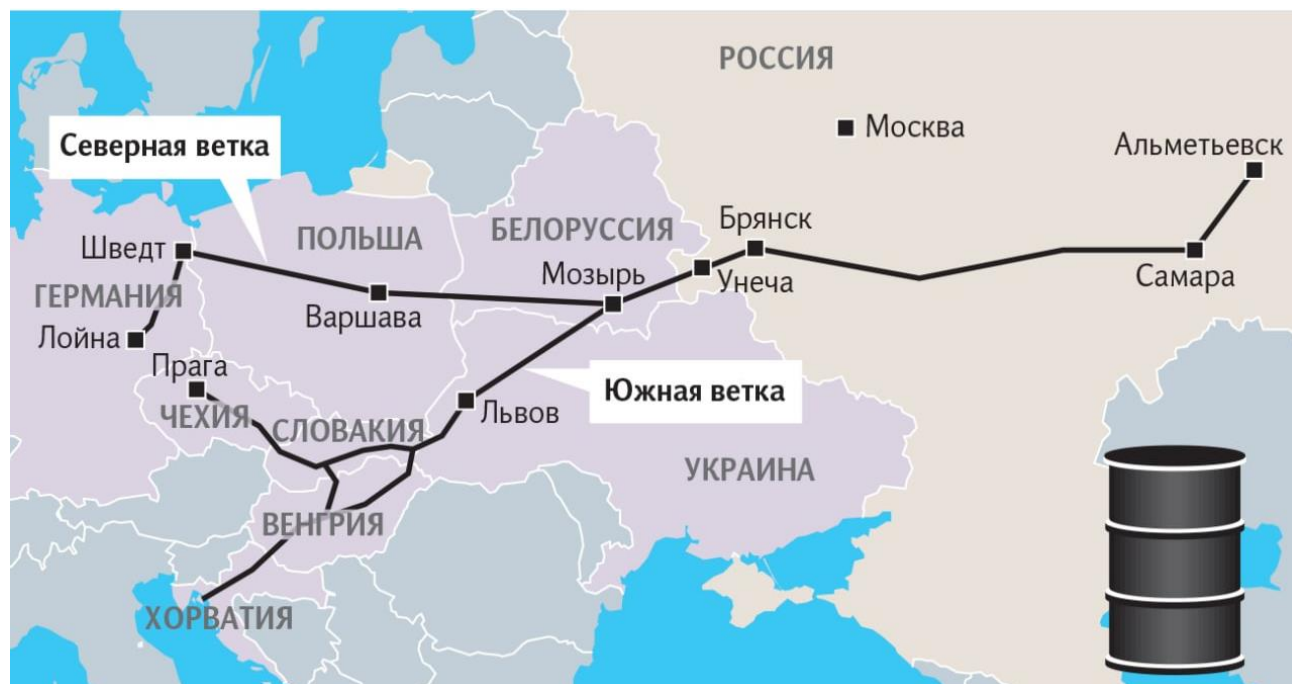 РОССИЯ
Москва
Альметьевск
Северная ветка
Брянск
ПОЛЬША
БЕЛОРУССИЯ
Шведт
Мозырь
Унеча
Самара
ГЕРМАНИЯ
Варшава
Лойна
Прага
Южная ветка
ЧЕХИЯ
Львов
СЛОВАКИЯ
УКРАИНА
ВЕНГРИЯ
ХОРВАТИЯ